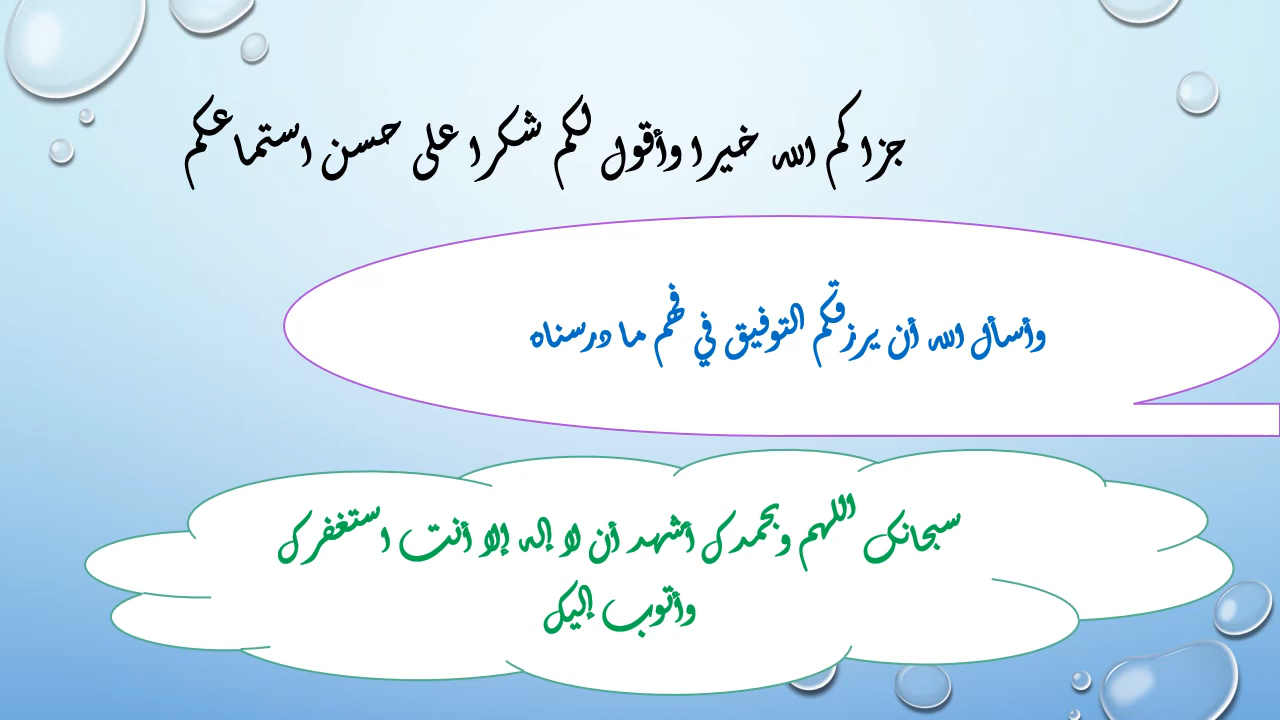 جزاكم الله خيرا وأقول لكم شكرا على حسن استماعكم
وأسأل الله أن يرزقكم التوفيق في فهم ما درسناه
سبحانك اللهم وبحمدك أشهد أن لا إله إلا أنت استغفرك
وأتوب إليك